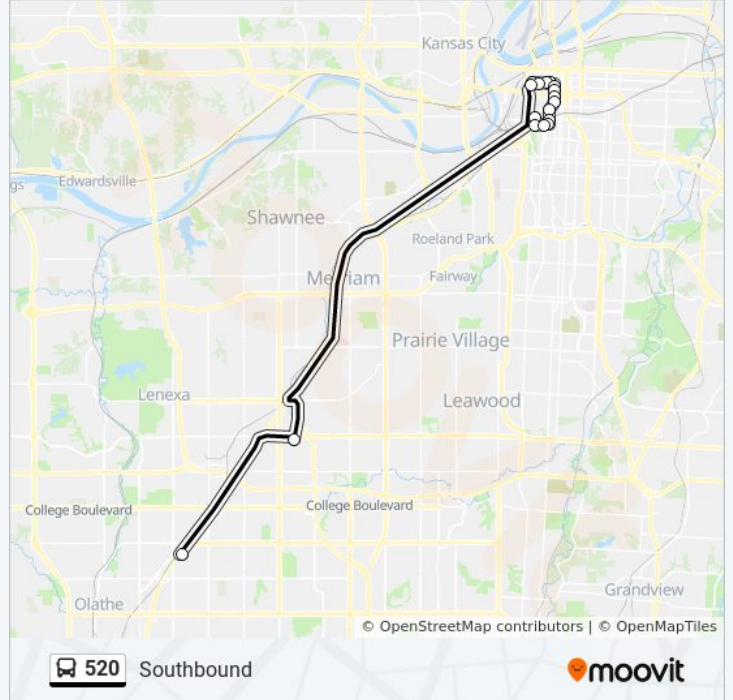 Kansas City
gs
Edwardsville
Shawnee
Roeland Park
Merriam
Fairway
Prairie Village
Lenexa
Leawood
College Boulevard
College Boulevard
Grandview
Olathe
© OpenStreetMap contributors | © OpenMapTiles
520 Southbound
moovit